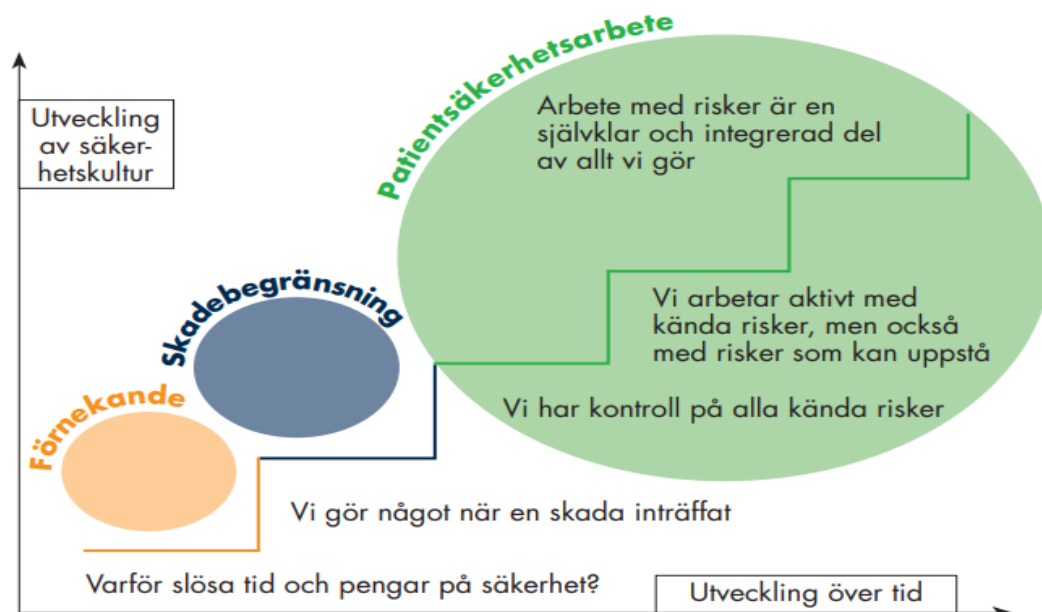 Patientsäkerhetsarbete
Utveckling
av säker-
hetskultur
Arbete med risker är en
självklar och integrerad del
av allt vi gör
Skadebegränsning
Vi arbetar aktivt med
kända risker, men också
med risker som kan uppstå
Förnekande
Vi har kontroll på alla kända risker
Vi gör något när en skada inträffat
Varför slösa tid och pengar på säkerhet?
Utveckling över tid